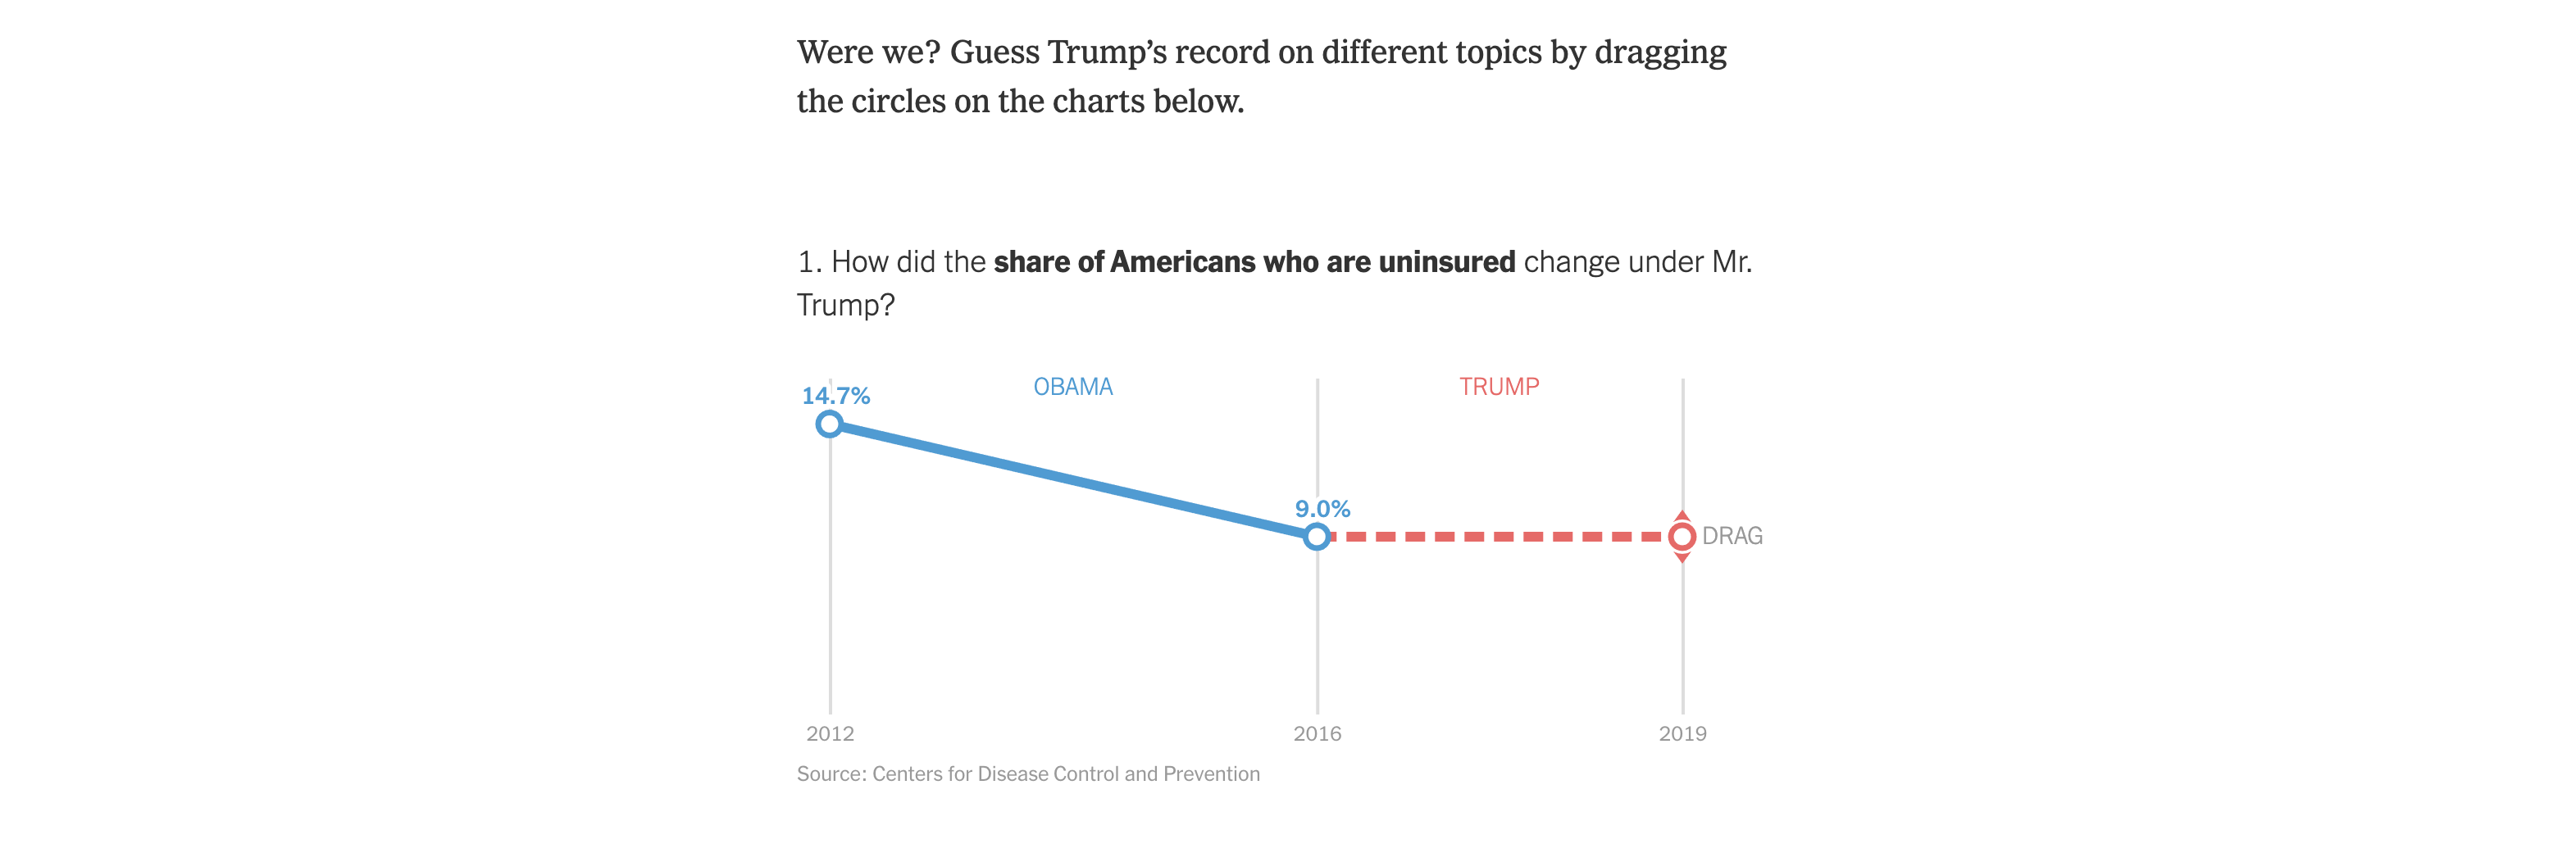 Were we? Guess Trump’s record on different topics by dragging
the circles on the charts below.
1. How did the share of Americans who are uninsured change under Mr.
Trump?
OBAMA
TRUMP
14.7%
9.0%
DRAG
2012
2016
2019
Source: Centers for Disease Control and Prevention